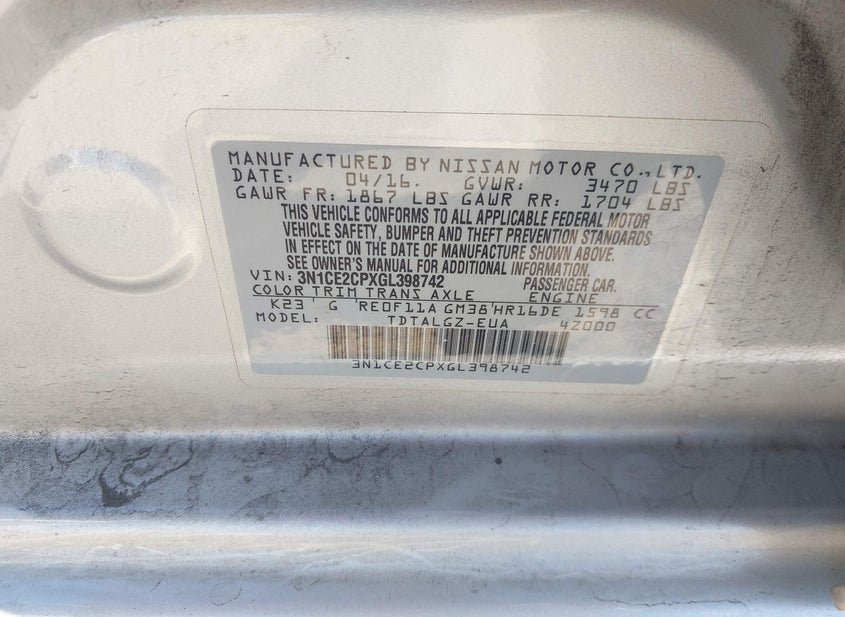 MANUFACTURED BY NISSAN MOTOR CO., LTD.
DATE: 04/16. GVWR: 3470 LBS
GAWR FR: 1867 LBS GAWR RR: 1704 LBS
THIS VEHICLE CONFORMS TO ALL APPLICABLE FEDERAL MOTOR
VEHICLE SAFETY, BUMPER AND THEFT PREVENTION STANDARDS
IN EFFECT ON THE DATE OF MANUFACTURE SHOWN ABOVE.
SEE OWNER'S MANUAL FOR ADDITIONAL INFORMATION.
VIN: 3N1CE2CPXGL398742 PASSENGER CAR.
COLOR TRIM TRANS AXLE ENGINE
K23 G RE0F11A GM38 HR16DE 1598 CC
MODEL: TDTALGZ-EUA 4Z000
3N1CE2CPXGL398742